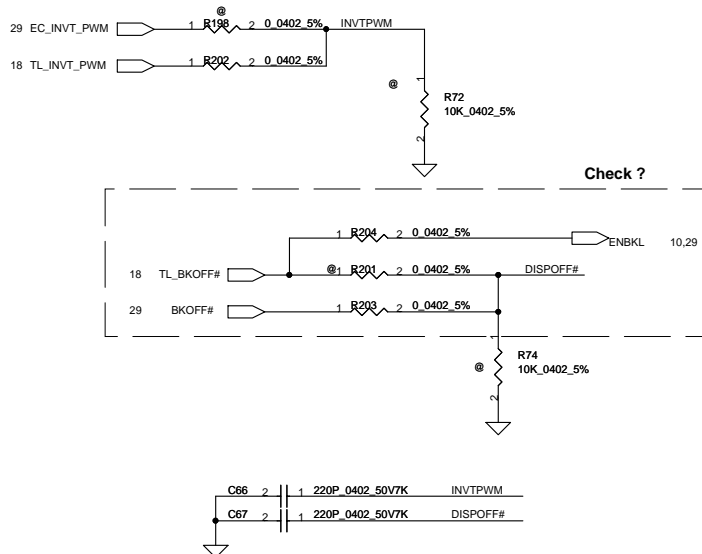 @
29 EC_INVT_PWM 1 R198 2 0_0402_5% INVTPWM
18 TL_INVT_PWM 1 R202 2 0_0402_5%
1
@ R72
10K_0402_5%
2
Check ?
1 R204 2 0_0402_5% ENBKL 10,29
18 TL_BKOFF# @ 1 R201 2 0_0402_5% DISPOFF#
29 BKOFF# 1 R203 2 0_0402_5%
1
R74
@ 10K_0402_5%
2
C66 2 1 220P_0402_50V7K INVTPWM
C67 2 1 220P_0402_50V7K DISPOFF#